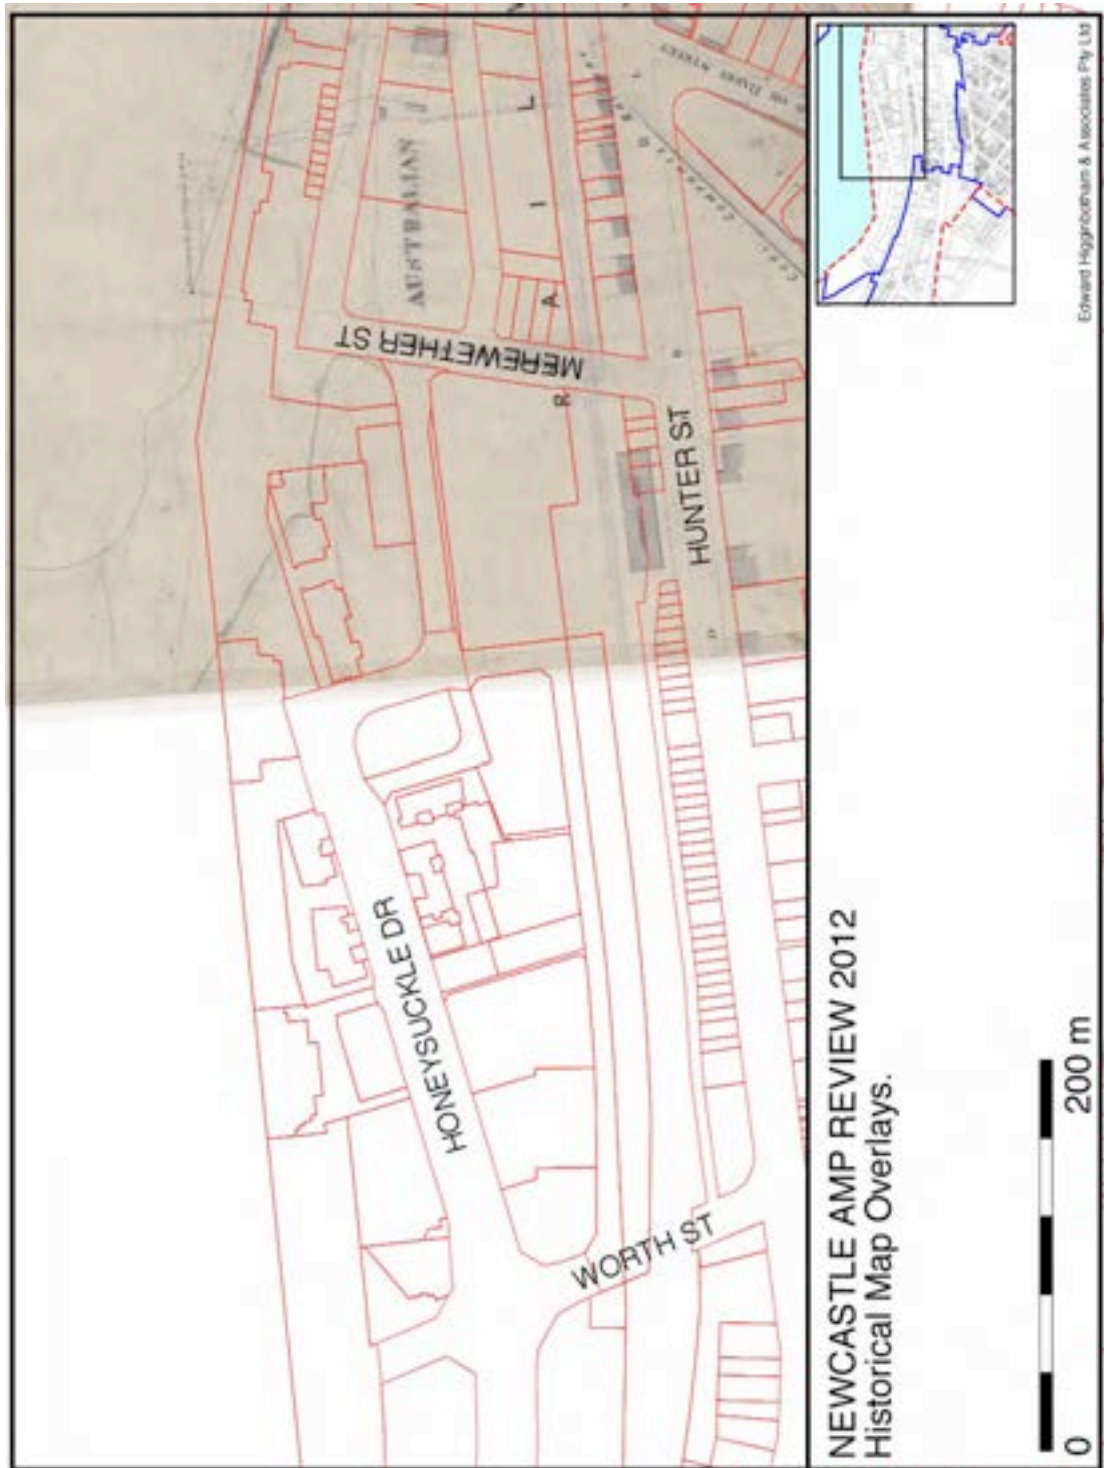 AUSTRALIAN
L
I
A
R
MEREWETHER ST
HUNTER ST
HONEYSUCKLE DR
WORTH ST
NEWCASTLE AMP REVIEW 2012
Historical Map Overlays.
0
200 m
Edward Higginbotham & Associates Pty Ltd